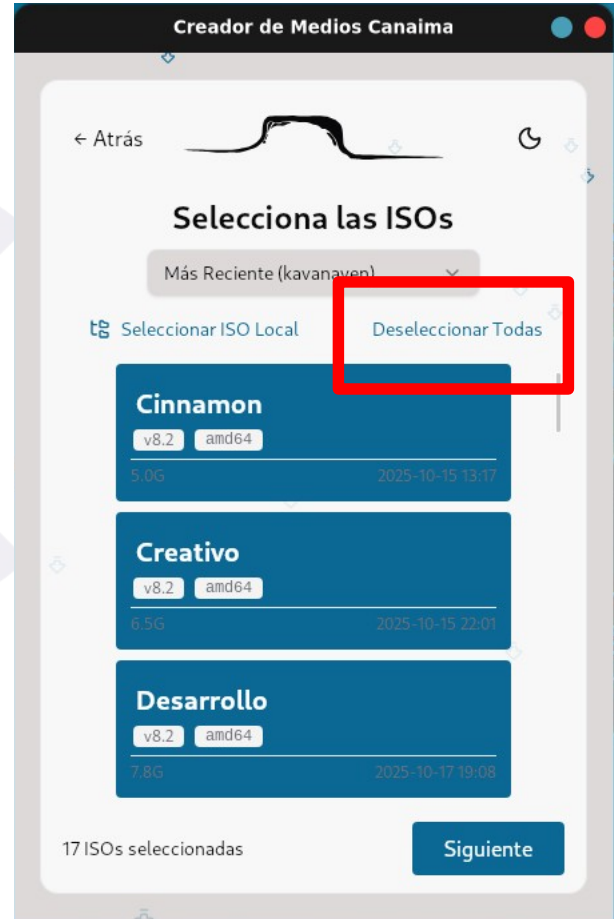 Creador de Medios Canaima
← Atrás
Selecciona las ISOs
Más Reciente (kavanayen)
Seleccionar ISO Local
Deseleccionar Todas
Cinnamon
v8.2 amd64
5.0G 2025-10-15 13:17
Creativo
v8.2 amd64
6.5G 2025-10-15 22:01
Desarrollo
v8.2 amd64
7.8G 2025-10-17 19:08
17 ISOs seleccionadas
Siguiente